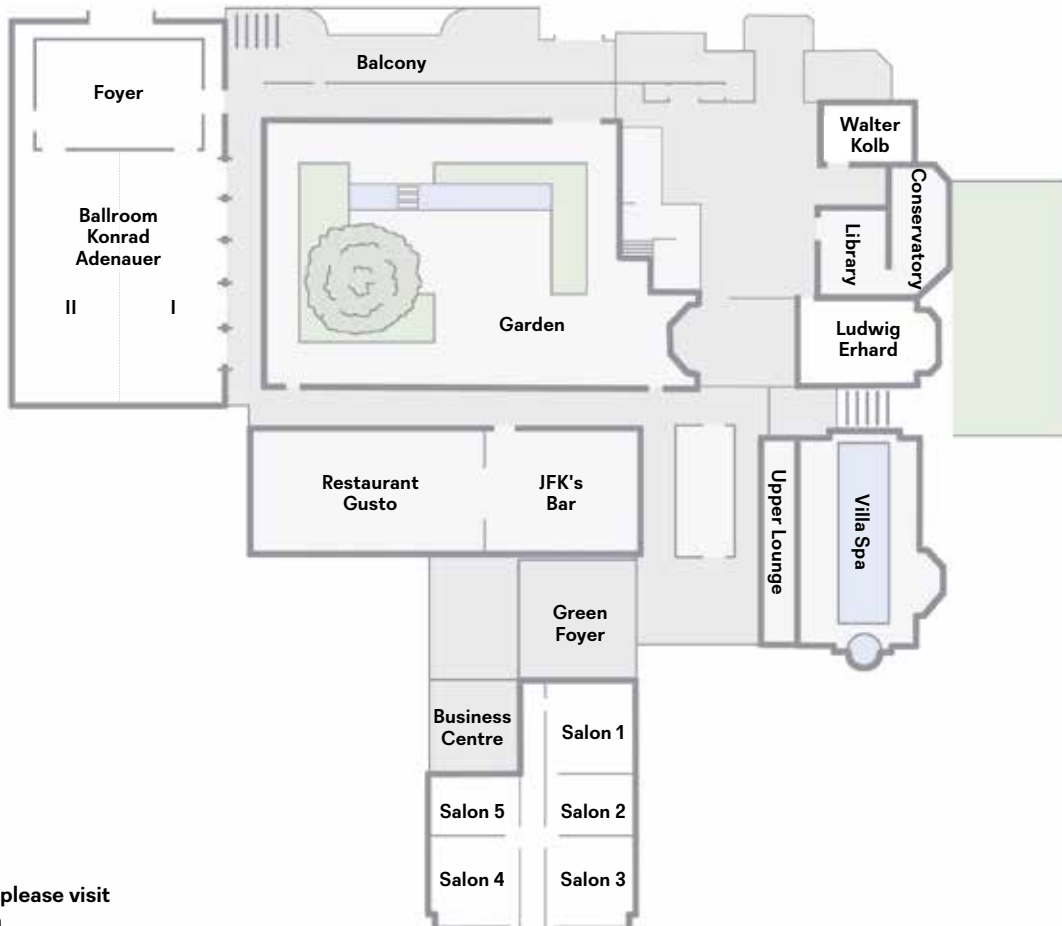 Balcony
Foyer
Walter
Kolb
Conservatory
Ballroom
Konrad
Adenauer
Library
II
I
Garden
Ludwig
Erhard
Restaurant
Gusto
JFK's
Bar
Upper Lounge
Villa Spa
Green
Foyer
Business
Centre
Salon 1
Salon 5
Salon 2
Salon 4
Salon 3
please visit